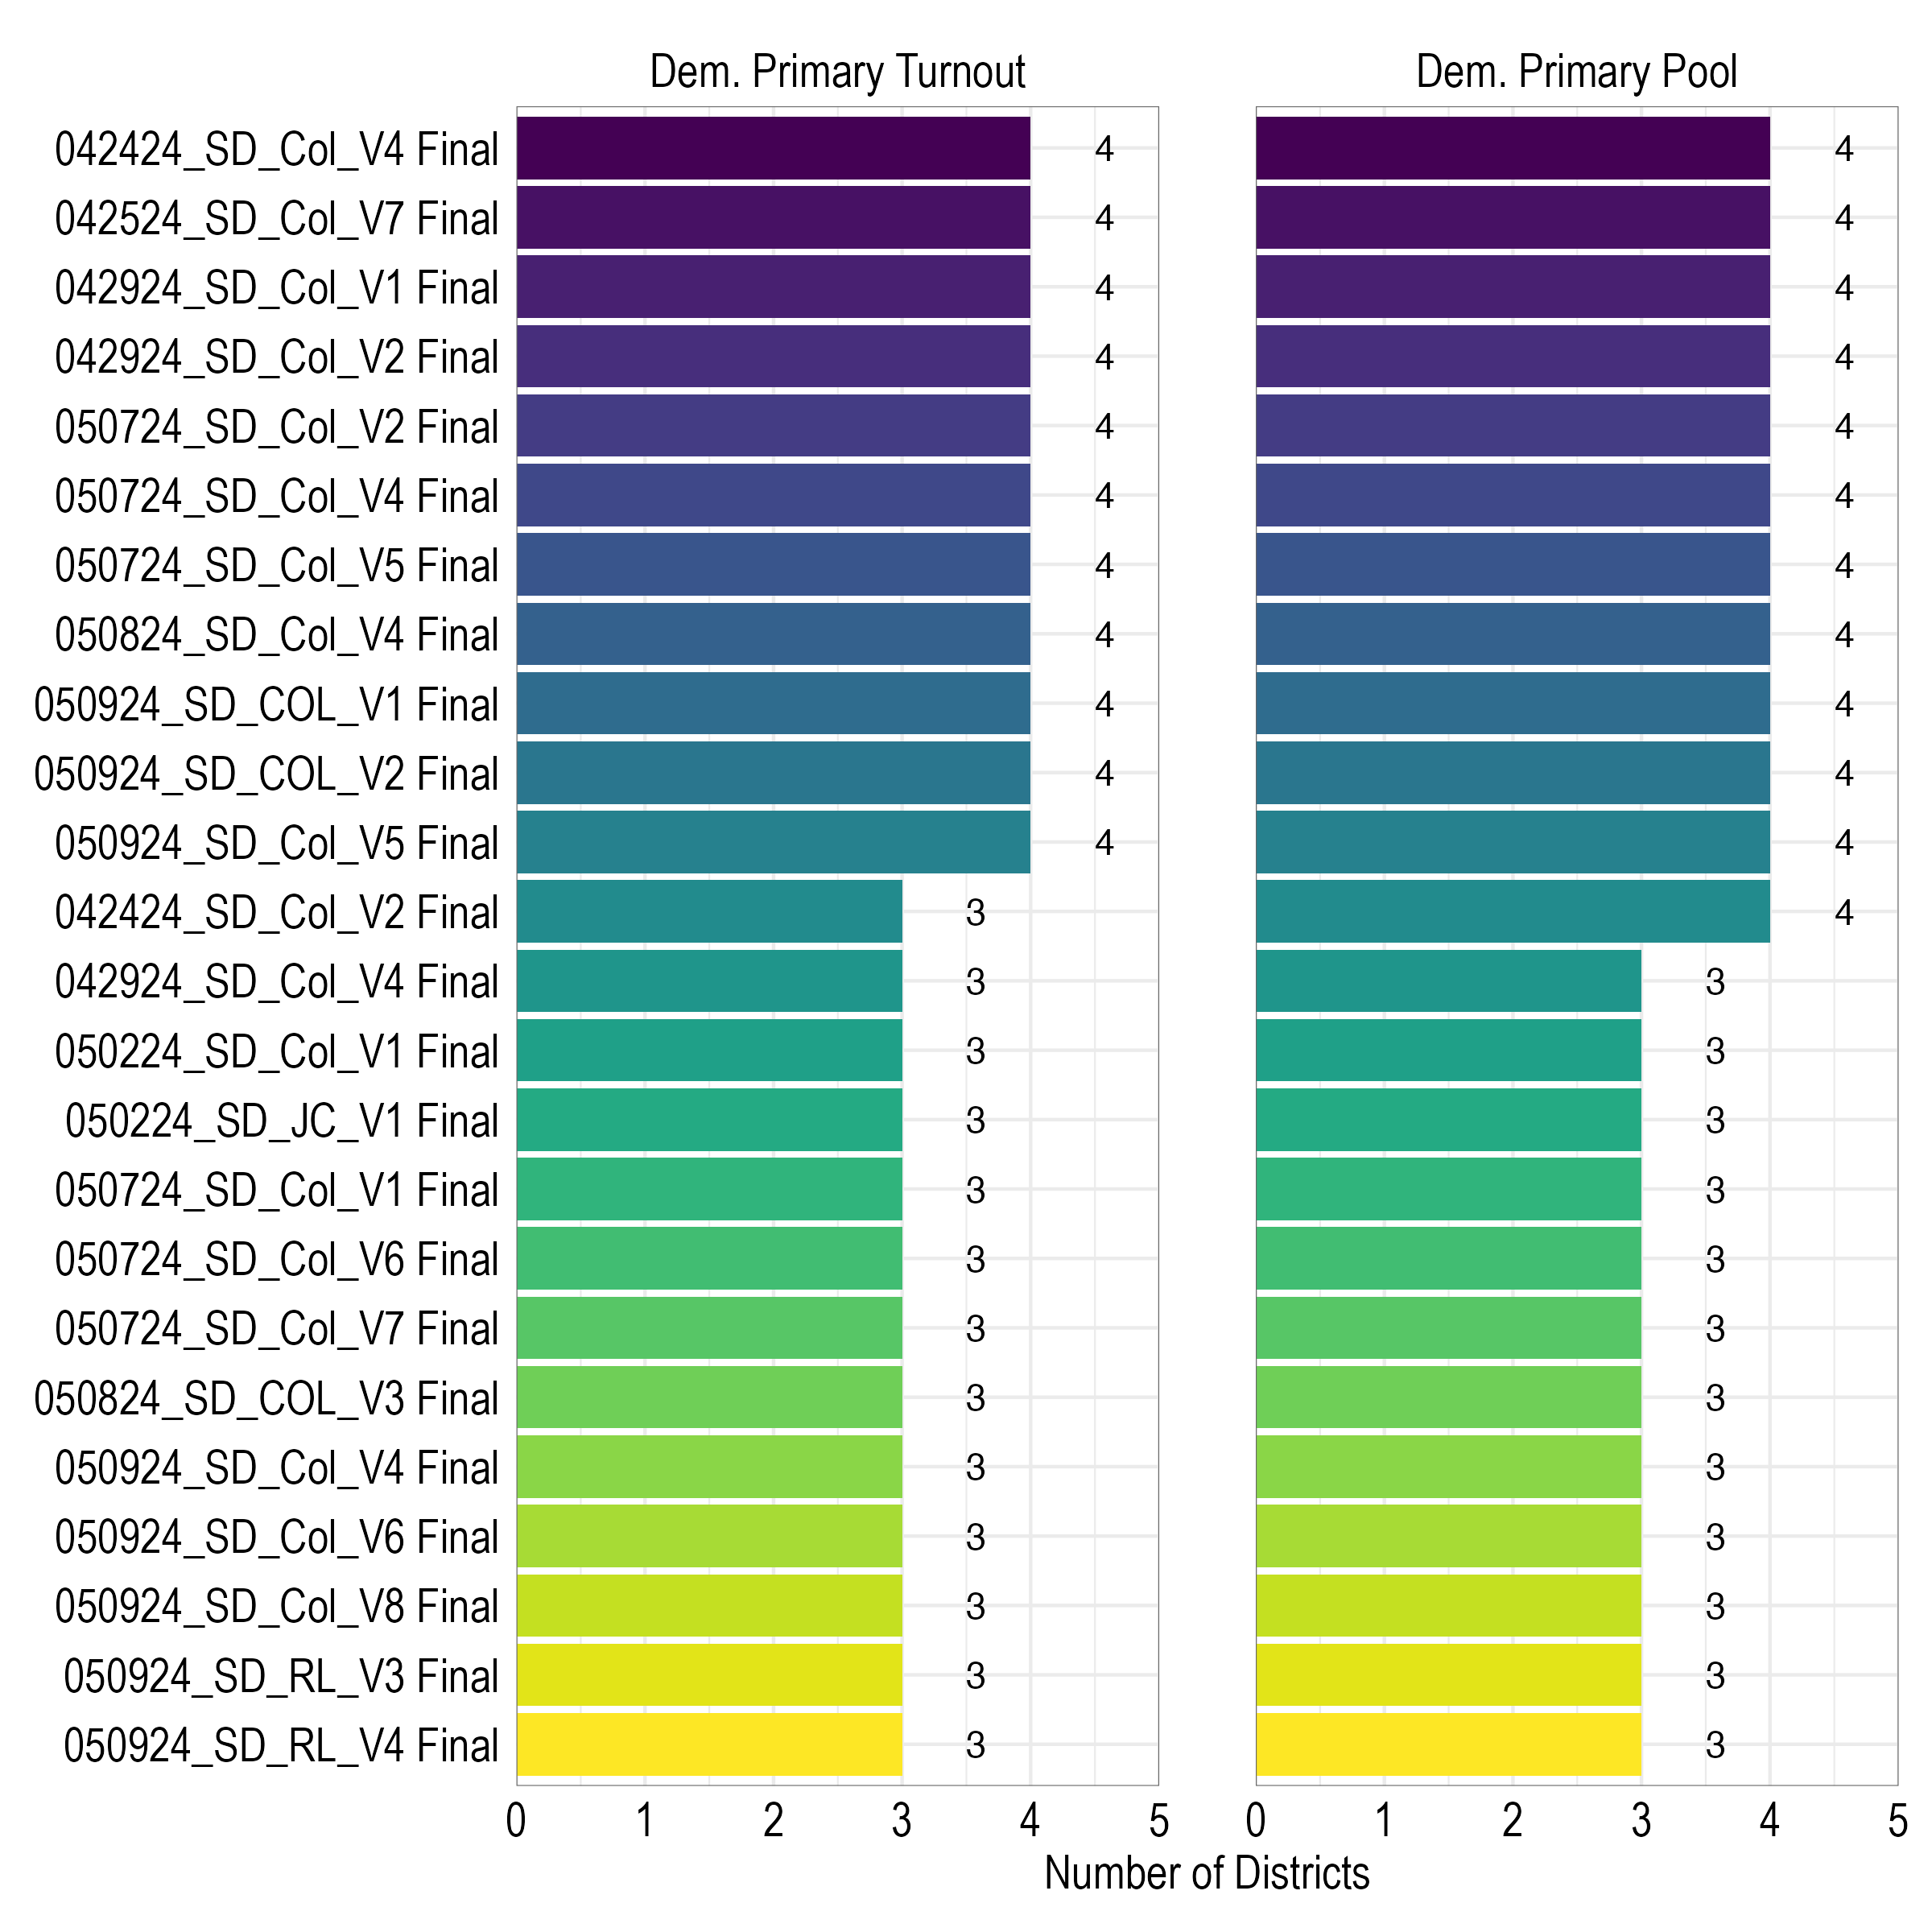 Dem. Primary Turnout Dem. Primary Pool
042424_SD_Col_V4 Final 4 4
042524_SD_Col_V7 Final 4 4
042924_SD_Col_V1 Final 4 4
042924_SD_Col_V2 Final 4 4
050724_SD_Col_V2 Final 4 4
050724_SD_Col_V4 Final 4 4
050724_SD_Col_V5 Final 4 4
050824_SD_Col_V4 Final 4 4
050924_SD_COL_V1 Final 4 4
050924_SD_COL_V2 Final 4 4
050924_SD_Col_V5 Final 4 4
042424_SD_Col_V2 Final 3 4
042924_SD_Col_V4 Final 3 3
050224_SD_Col_V1 Final 3 3
050224_SD_JC_V1 Final 3 3
050724_SD_Col_V1 Final 3 3
050724_SD_Col_V6 Final 3 3
050724_SD_Col_V7 Final 3 3
050824_SD_COL_V3 Final 3 3
050924_SD_Col_V4 Final 3 3
050924_SD_Col_V6 Final 3 3
050924_SD_Col_V8 Final 3 3
050924_SD_RL_V3 Final 3 3
050924_SD_RL_V4 Final 3 3
0 1 2 3 4 5 0 1 2 3 4 5
Number of Districts